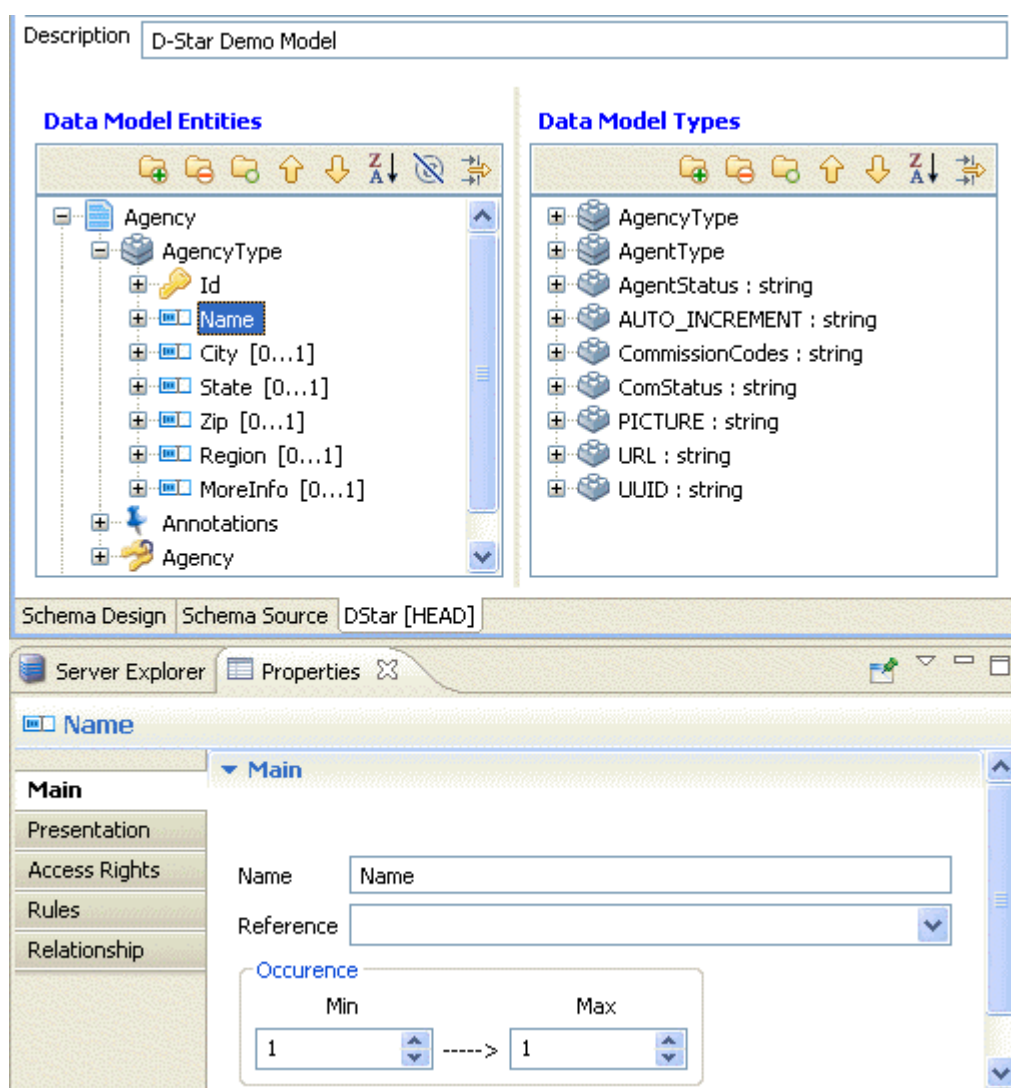 Description D-Star Demo Model
Data Model Entities
Agency
AgencyType
Id
Name
City [0...1]
State [0...1]
Zip [0...1]
Region [0...1]
MoreInfo [0...1]
Annotations
Agency
Data Model Types
AgencyType
AgentType
AgentStatus : string
AUTO_INCREMENT : string
CommissionCodes : string
ComStatus : string
PICTURE : string
URL : string
UUID : string
Schema Design Schema Source DStar [HEAD]
Server Explorer Properties
Name
Main
Presentation
Access Rights
Rules
Relationship
Main
Name Name
Reference
Occurence
Min Max
1 -----> 1